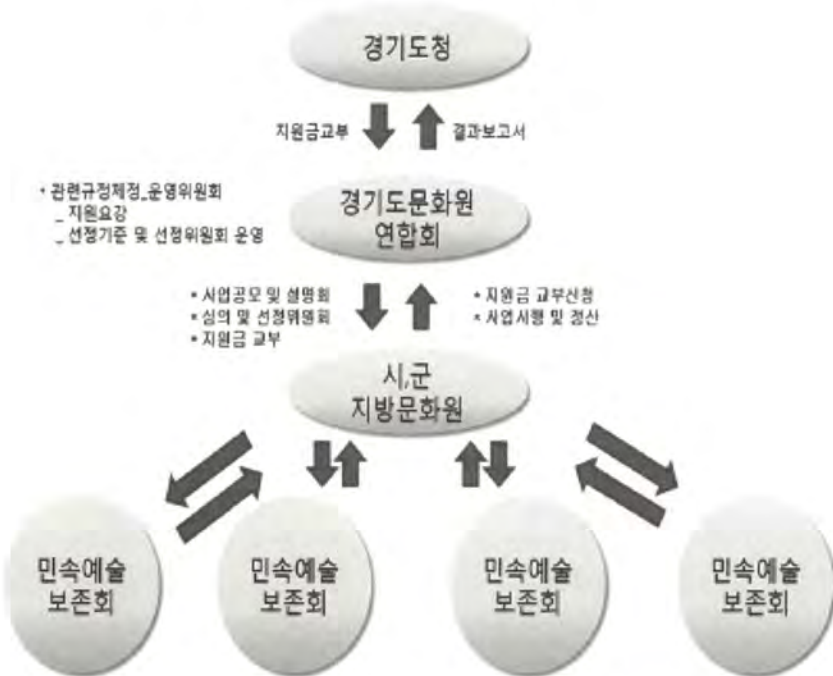 경기도청
지원금교부
결과보고서
* 관련규정제정_운영위원회
_ 지원요강
_ 선정기준 및 선정위원회 운영
경기도문화원
연합회
* 사업공모 및 설명회
* 심의 및 선정위원회
* 지원금 교부
* 지원금 교부신청
* 사업시행 및 정산
시,군
지방문화원
민속예술
보존회
민속예술
보존회
민속예술
보존회
민속예술
보존회